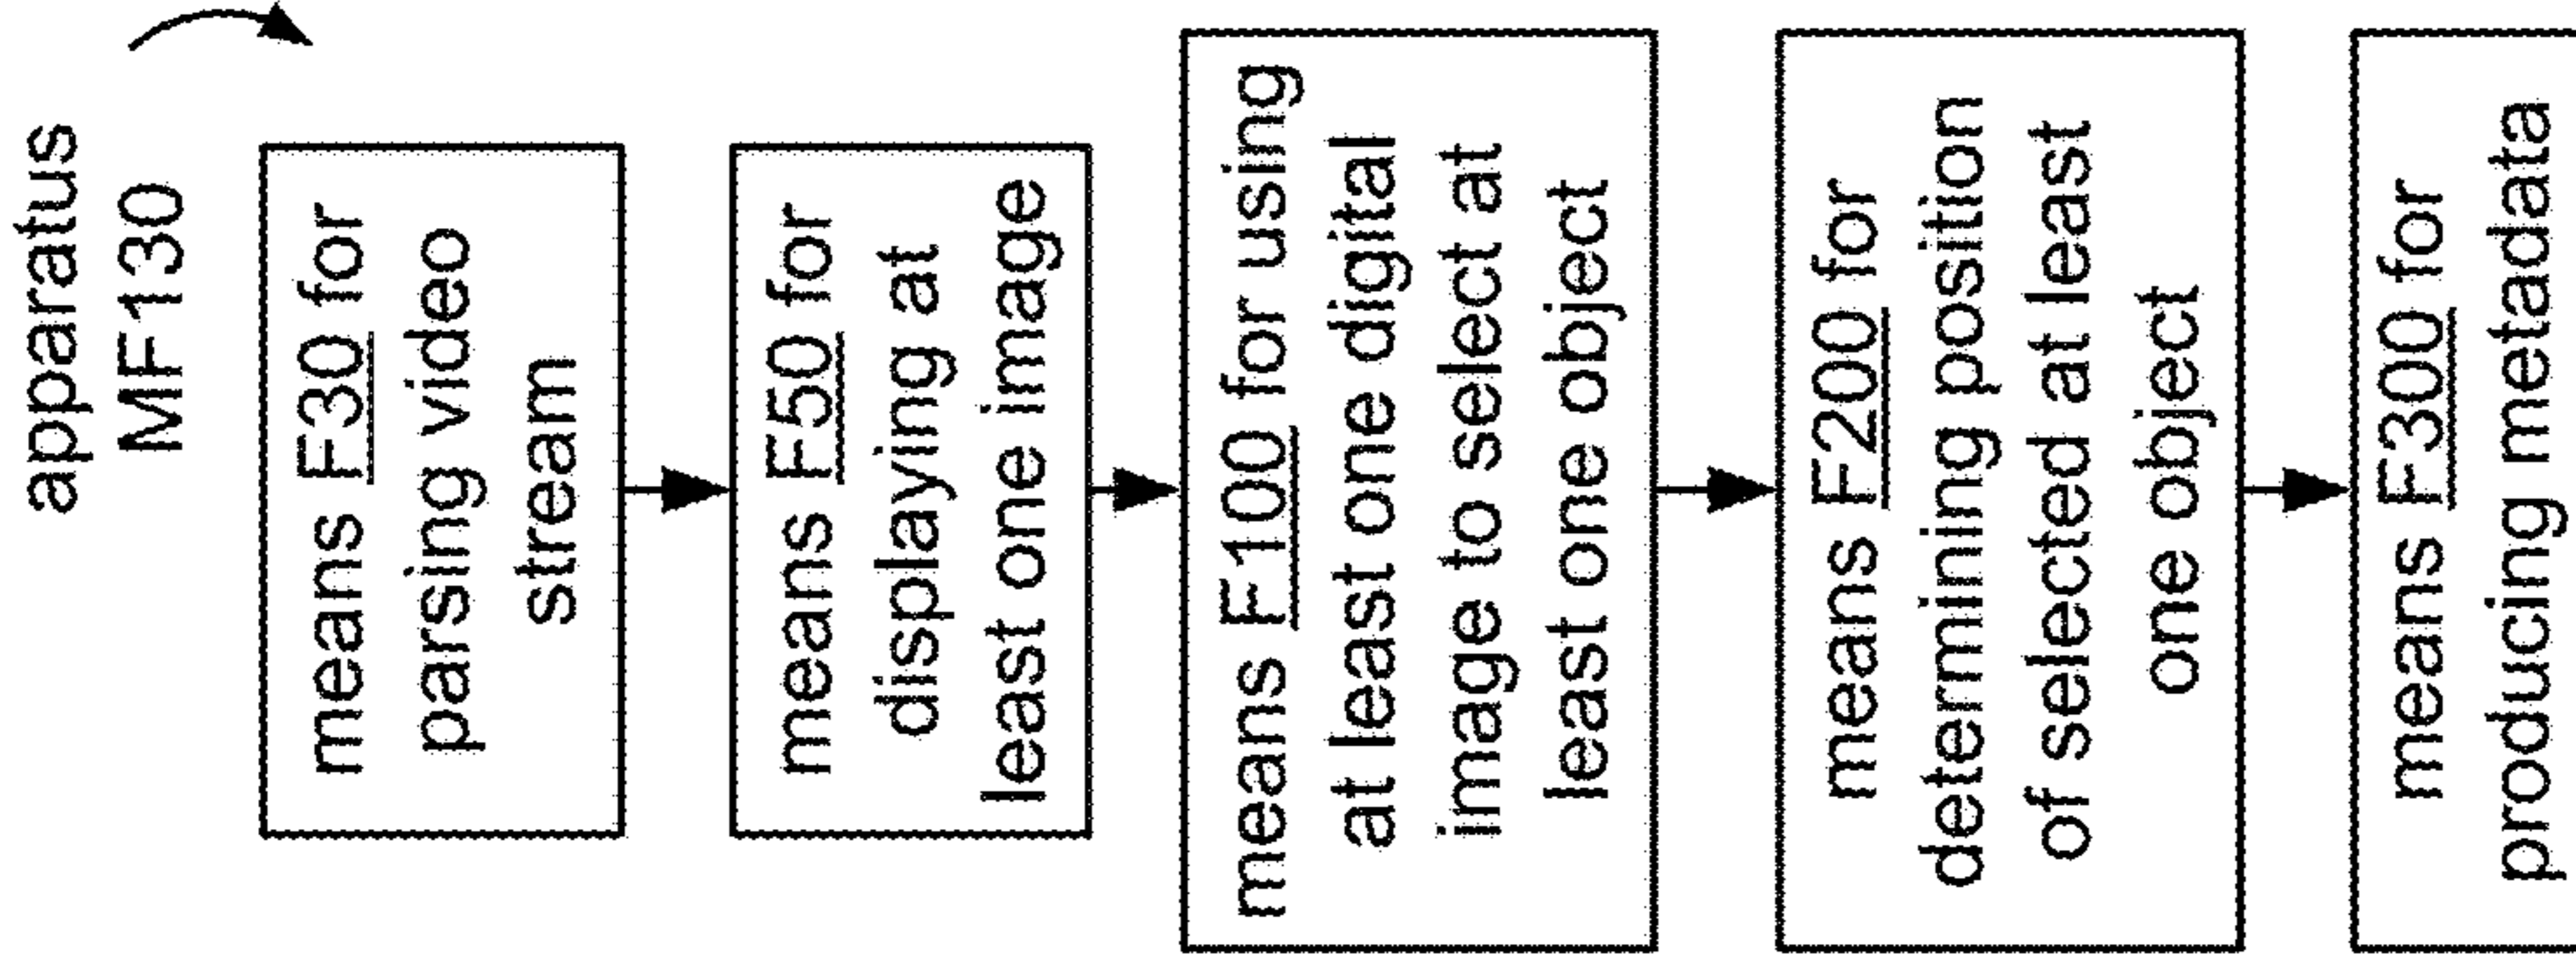 apparatus
MF130
means F30 for
parsing video
stream
means F50 for
displaying at
least one image
means F100 for using
at least one digital
image to select at
least one object
means F200 for
determining position
of selected at least
one object
means F300 for
producing metadata